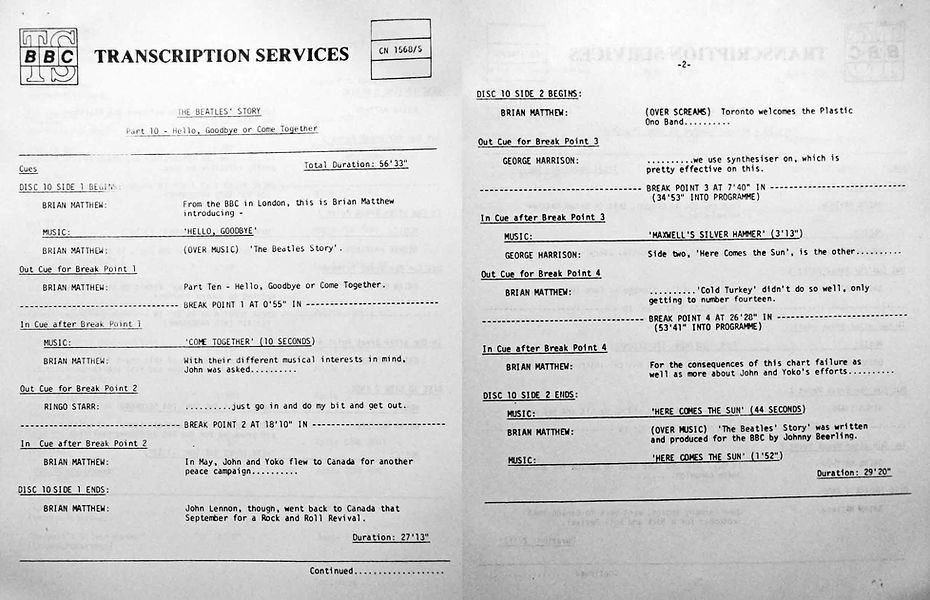 BBC
TRANSCRIPTION SERVICES
CN 1560/S
THE BEATLES' STORY
Part 10 - Hello, Goodbye or Come Together
Cues
Total Duration: 56'33"
DISC 10 SIDE 1 BEGINS:
BRIAN MATTHEW: From the BBC in London, this is Brian Matthew
introducing -
MUSIC: 'HELLO, GOODBYE'
BRIAN MATTHEW: (OVER MUSIC) 'The Beatles Story'.
Out Cue for Break Point 1
BRIAN MATTHEW: Part Ten - Hello, Goodbye or Come Together.
BREAK POINT 1 AT 0'55" IN
In Cue after Break Point 1
MUSIC: 'COME TOGETHER' (10 SECONDS)
BRIAN MATTHEW: With their different musical interests in mind,
John was asked..........
Out Cue for Break Point 2
RINGO STARR: ..........just go in and do my bit and get out.
BREAK POINT 2 AT 18'10" IN
In Cue after Break Point 2
BRIAN MATTHEW: In May, John and Yoko flew to Canada for another
peace campaign..........
DISC 10 SIDE 1 ENDS:
BRIAN MATTHEW: John Lennon, though, went back to Canada that
September for a Rock and Roll Revival.
Duration: 27'13"
Continued...................
-2-
DISC 10 SIDE 2 BEGINS:
BRIAN MATTHEW: (OVER SCREAMS) Toronto welcomes the Plastic
Ono Band..........
Out Cue for Break Point 3
GEORGE HARRISON: ..........we use synthesiser on, which is
pretty effective on this.
BREAK POINT 3 AT 7'40" IN
(34'53" INTO PROGRAMME)
In Cue after Break Point 3
MUSIC: 'MAXWELL'S SILVER HAMMER' (3'13")
GEORGE HARRISON: Side two, 'Here Comes the Sun', is the other..........
Out Cue for Break Point 4
BRIAN MATTHEW: ..........'Cold Turkey' didn't do so well, only
getting to number fourteen.
BREAK POINT 4 AT 26'28" IN
(53'41" INTO PROGRAMME)
In Cue after Break Point 4
BRIAN MATTHEW: For the consequences of this chart failure as
well as more about John and Yoko's efforts..........
DISC 10 SIDE 2 ENDS:
MUSIC: 'HERE COMES THE SUN' (44 SECONDS)
BRIAN MATTHEW: (OVER MUSIC) 'The Beatles' Story' was written
and produced for the BBC by Johnny Beerling.
MUSIC: 'HERE COMES THE SUN' (1'52")
Duration: 29'20"